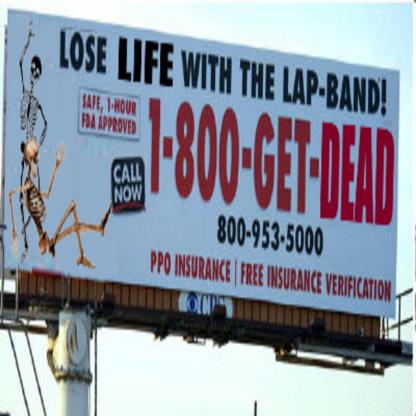 LOSE LIFE WITH THE LAP-BAND!
SAFE, 1-HOUR
FDA APPROVED
1-800-GET-DEAD
CALL
NOW
800-953-5000
PPO INSURANCE | FREE INSURANCE VERIFICATION
CBS